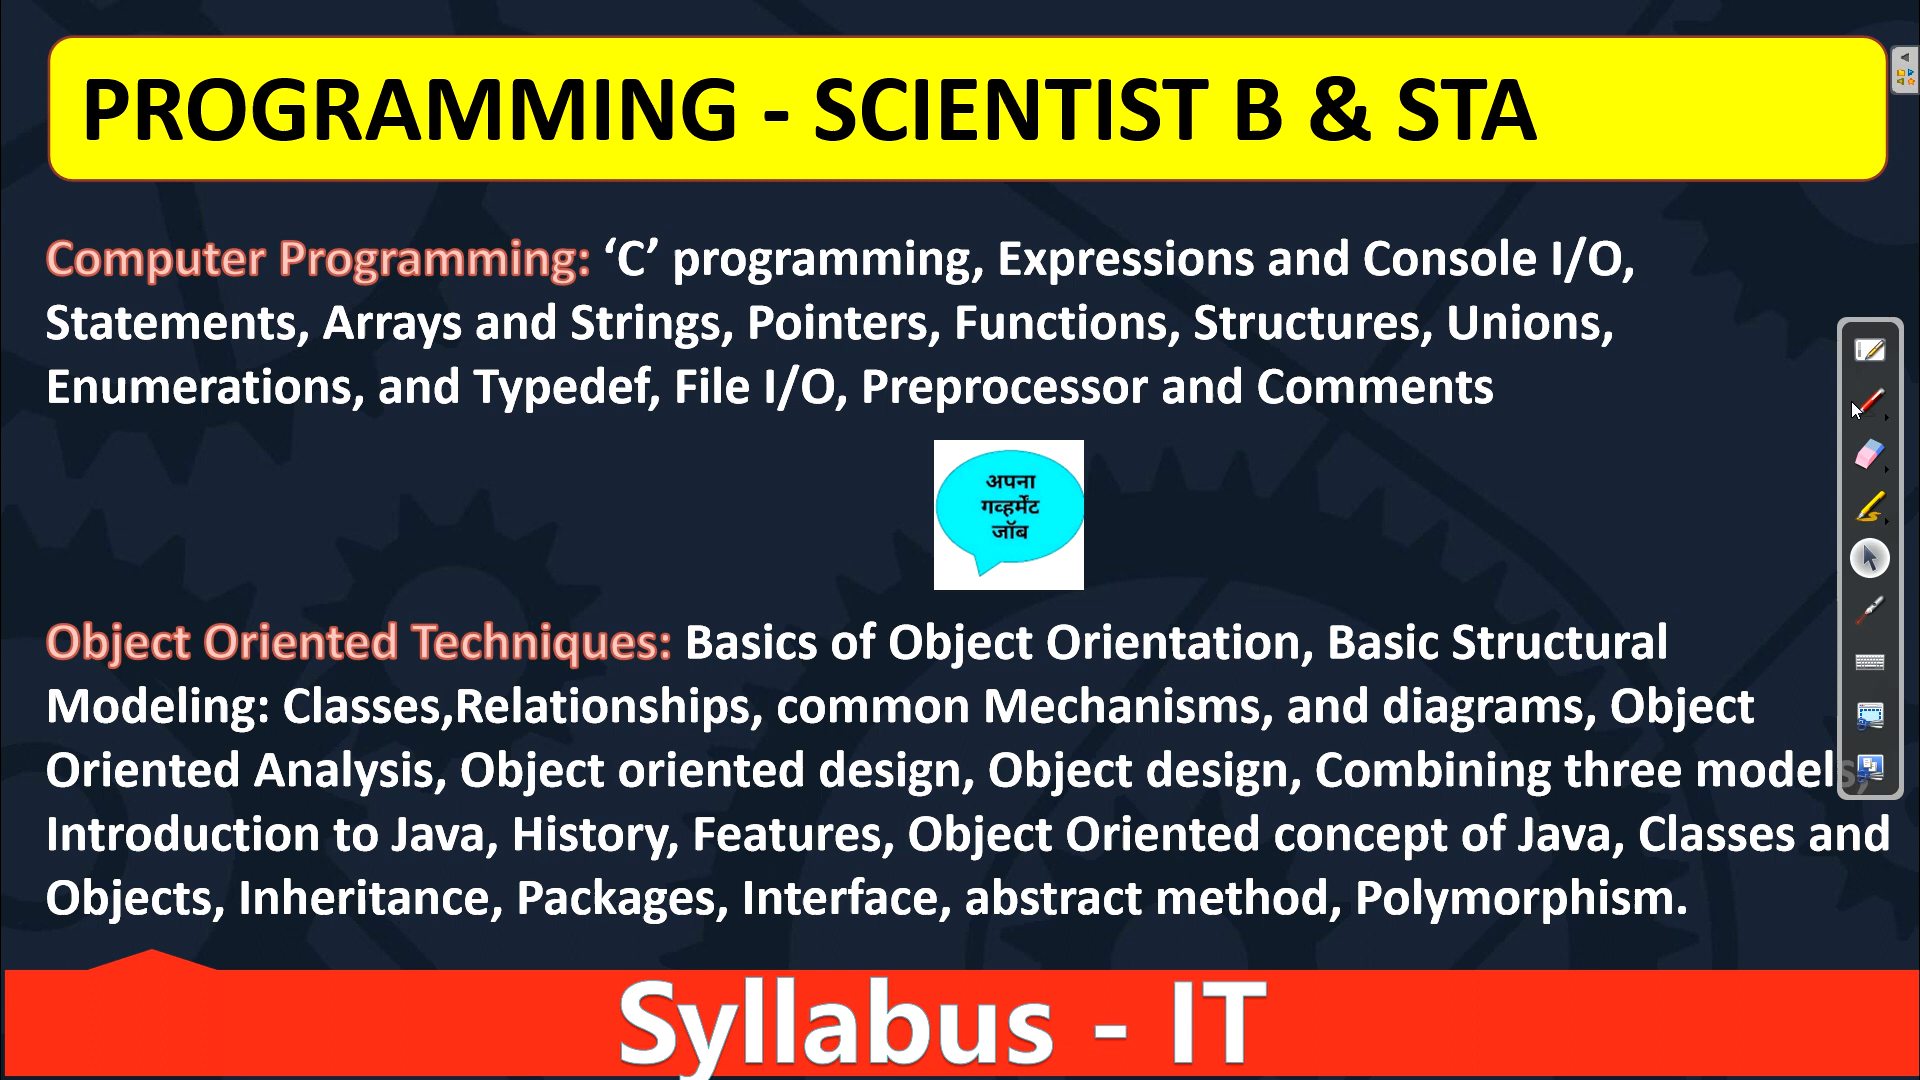 PROGRAMMING - SCIENTIST B & STA
Computer Programming: ‘C’ programming, Expressions and Console I/O,
Statements, Arrays and Strings, Pointers, Functions, Structures, Unions,
Enumerations, and Typedef, File I/O, Preprocessor and Comments
अपना
गव्हर्मेंट
जॉब
Object Oriented Techniques: Basics of Object Orientation, Basic Structural
Modeling: Classes,Relationships, common Mechanisms, and diagrams, Object
Oriented Analysis, Object oriented design, Object design, Combining three models,
Introduction to Java, History, Features, Object Oriented concept of Java, Classes and
Objects, Inheritance, Packages, Interface, abstract method, Polymorphism.
Syllabus - IT